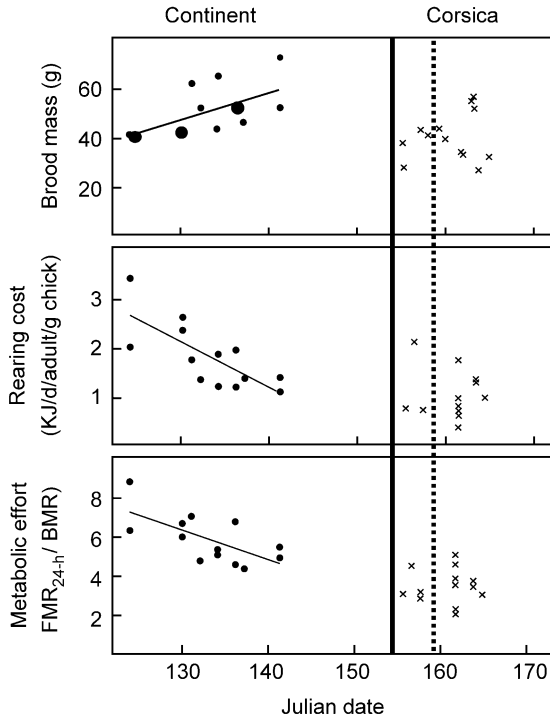 Continent
Corsica
Brood mass (g)
60
40
20
Rearing cost
(KJ/d/adult/g chick)
3
2
1
Metabolic effort
FMR24-h/ BMR)
8
6
4
2
130
140
150
160
170
Julian date